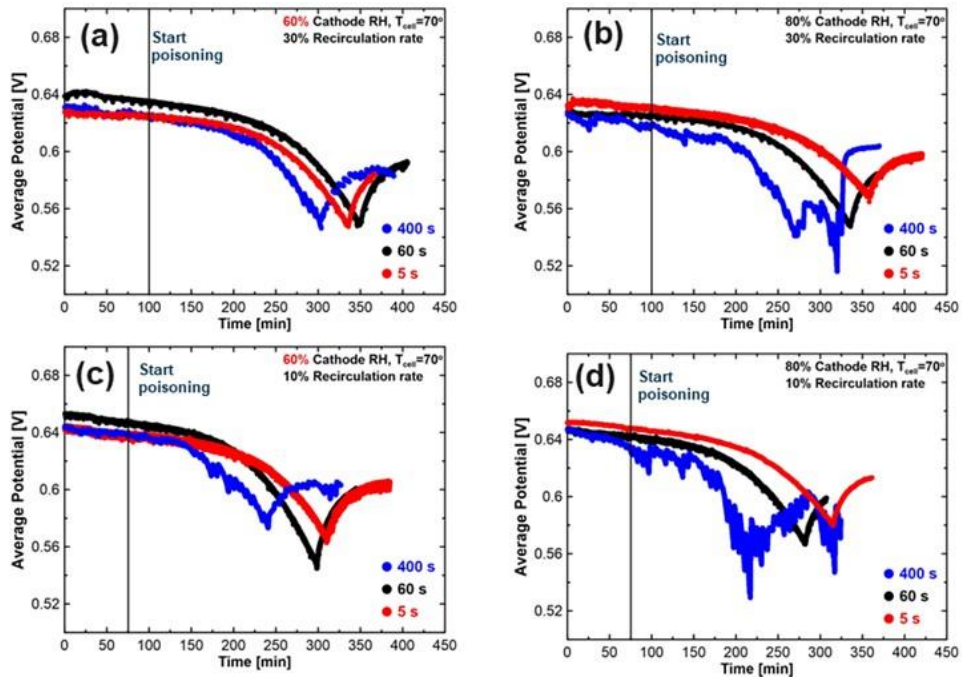 (a)
60% Cathode RH, Tcell=70°
30% Recirculation rate
Start
poisoning
Average Potential [V]
0.68
0.64
0.6
0.56
0.52
400 s
60 s
5 s
0 50 100 150 200 250 300 350 400 450
Time [min]
(b)
80% Cathode RH, Tcell=70°
30% Recirculation rate
Start
poisoning
Average Potential [V]
0.68
0.64
0.6
0.56
0.52
400 s
60 s
5 s
0 50 100 150 200 250 300 350 400 450
Time [min]
(c)
60% Cathode RH, Tcell=70°
10% Recirculation rate
Start
poisoning
Average Potential [V]
0.68
0.64
0.6
0.56
0.52
400 s
60 s
5 s
0 50 100 150 200 250 300 350 400 450
Time [min]
(d)
80% Cathode RH, Tcell=70°
10% Recirculation rate
Start
poisoning
Average Potential [V]
0.68
0.64
0.6
0.56
0.52
400 s
60 s
5 s
0 50 100 150 200 250 300 350 400 450
Time [min]